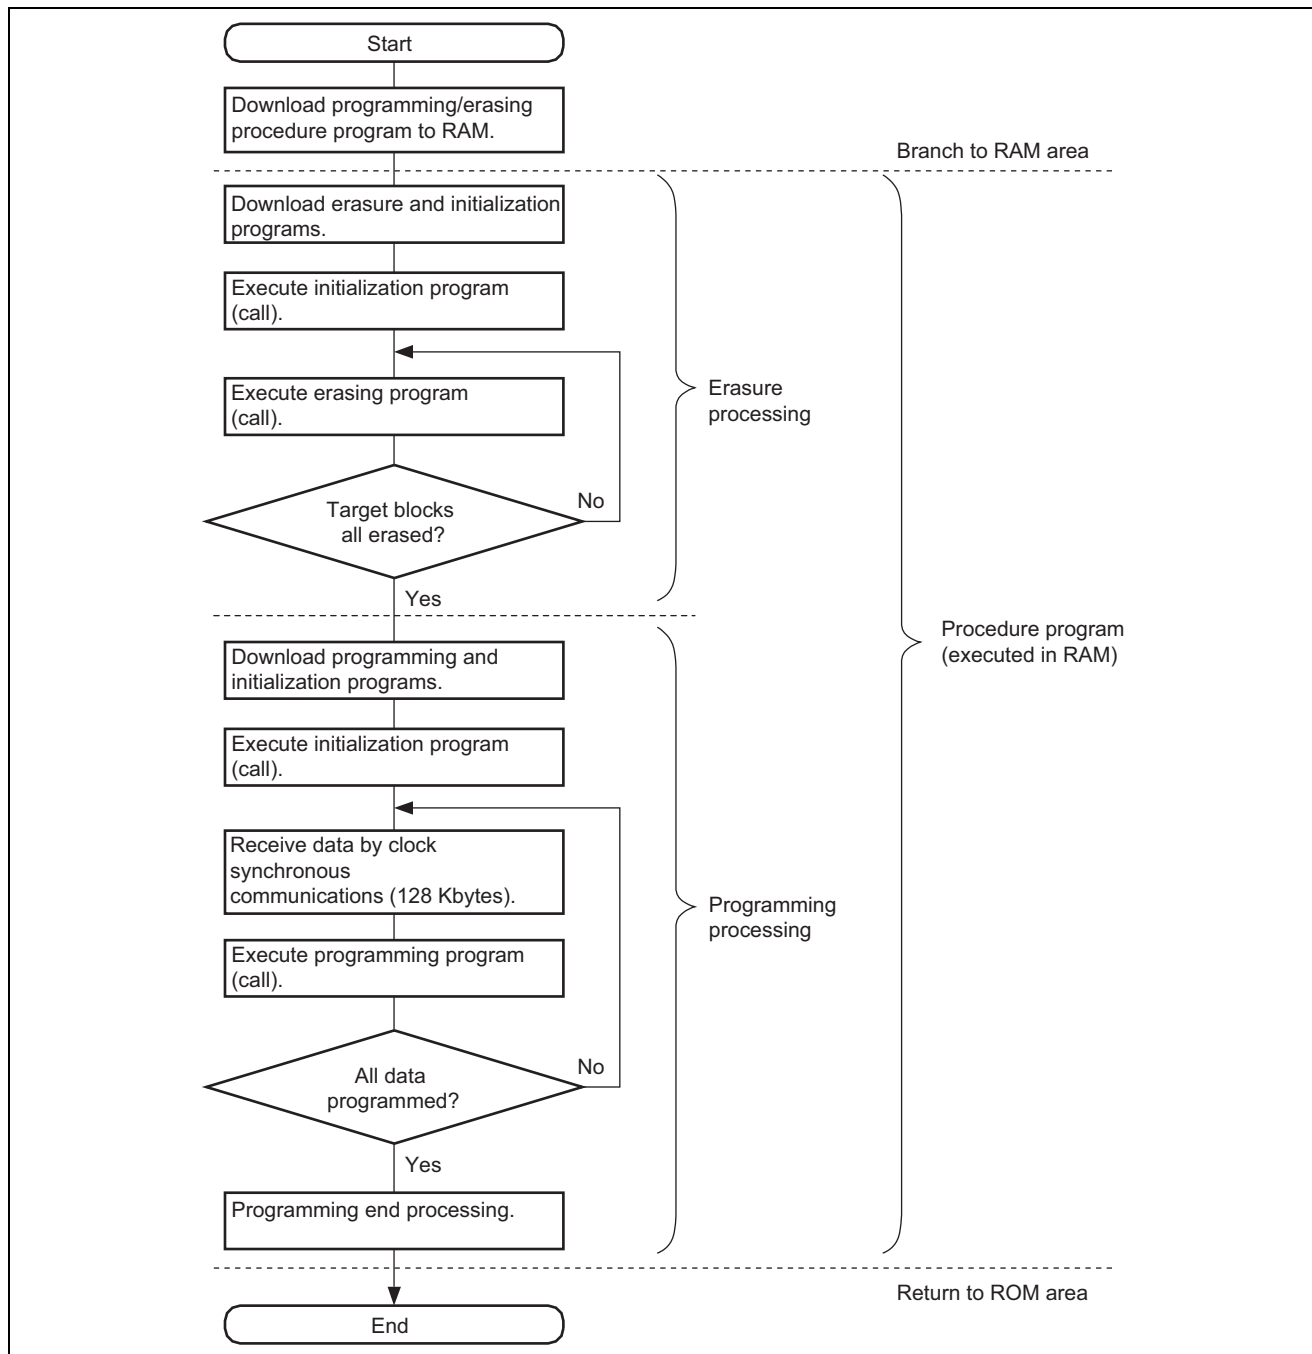 Start
Download programming/erasing
procedure program to RAM.
Branch to RAM area
Download erasure and initialization
programs.
Execute initialization program
(call).
Execute erasing program
(call).
Erasure
processing
Target blocks
all erased?
No
Yes
Procedure program
(executed in RAM)
Download programming and
initialization programs.
Execute initialization program
(call).
Receive data by clock
synchronous
communications (128 Kbytes).
Programming
processing
Execute programming program
(call).
All data
programmed?
No
Yes
Programming end processing.
Return to ROM area
End